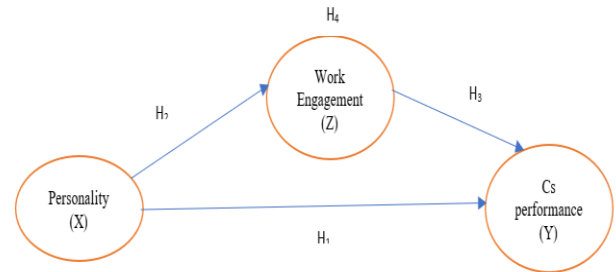 H₄
Work
Engagement
(Z)
H₂
H₃
Personality
(X)
Cs
performance
(Y)
H₁